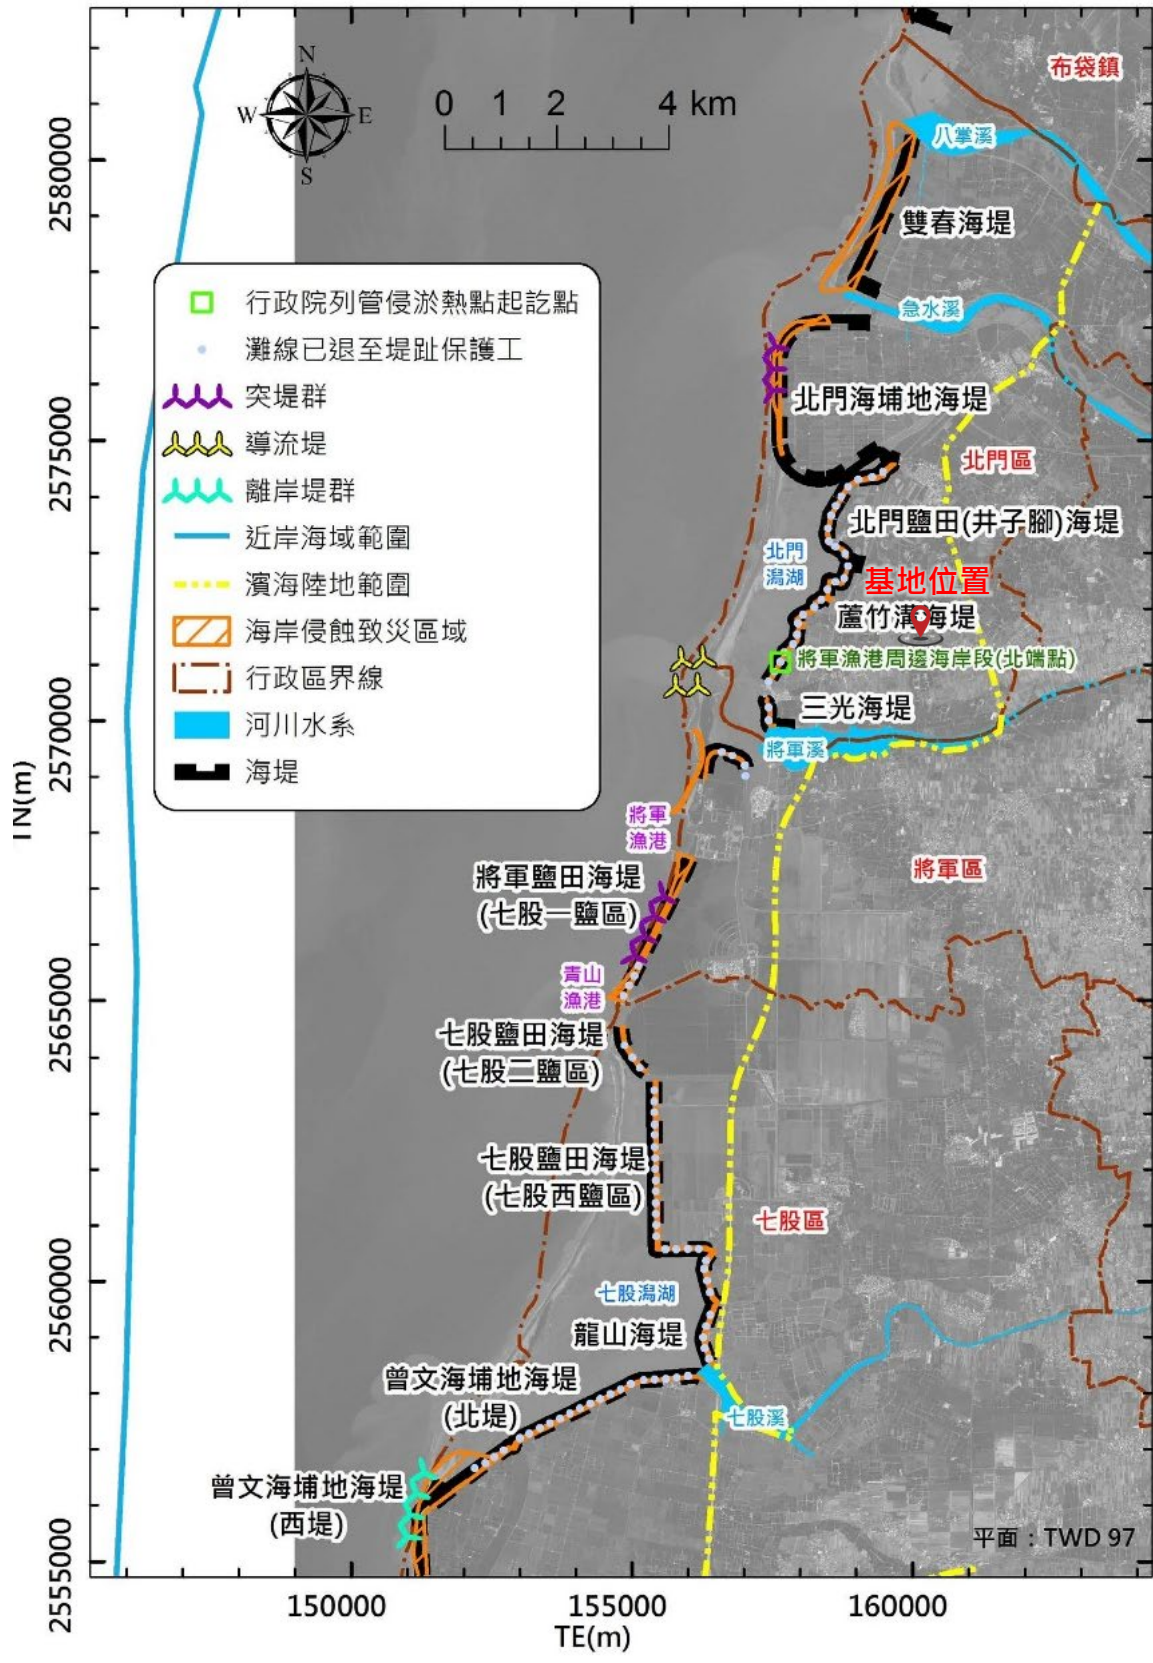 N
W
E
S
0 1 2 4 km
布袋鎮
八掌溪
雙春海堤
急水溪
行政院列管侵淤熱點起訖點
灘線已退至堤趾保護工
突堤群
導流堤
離岸堤群
近岸海域範圍
濱海陸地範圍
海岸侵蝕致災區域
行政區界線
河川水系
海堤
北門海埔地海堤
北門區
北門鹽田(井子腳)海堤
北門
潟湖
基地位置
蘆竹溝海堤
將軍漁港周邊海岸段(北端點)
三光海堤
將軍溪
將軍
漁港
將軍區
將軍鹽田海堤
(七股一鹽區)
青山
漁港
七股鹽田海堤
(七股二鹽區)
七股鹽田海堤
(七股西鹽區)
七股區
七股潟湖
龍山海堤
曾文海埔地海堤
(北堤)
七股溪
曾文海埔地海堤
(西堤)
平面：TWD 97
2580000
2575000
2570000
2565000
2560000
2555000
TN(m)
150000 155000 160000
TE(m)